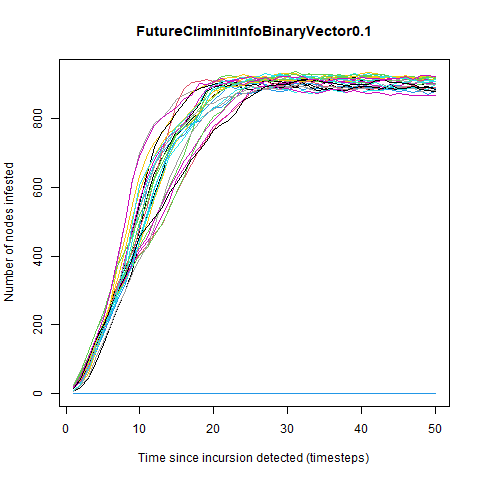 FutureClimInitInfoBinaryVector0.1
Number of nodes infested
800
600
400
200
0
0 10 20 30 40 50
Time since incursion detected (timesteps)